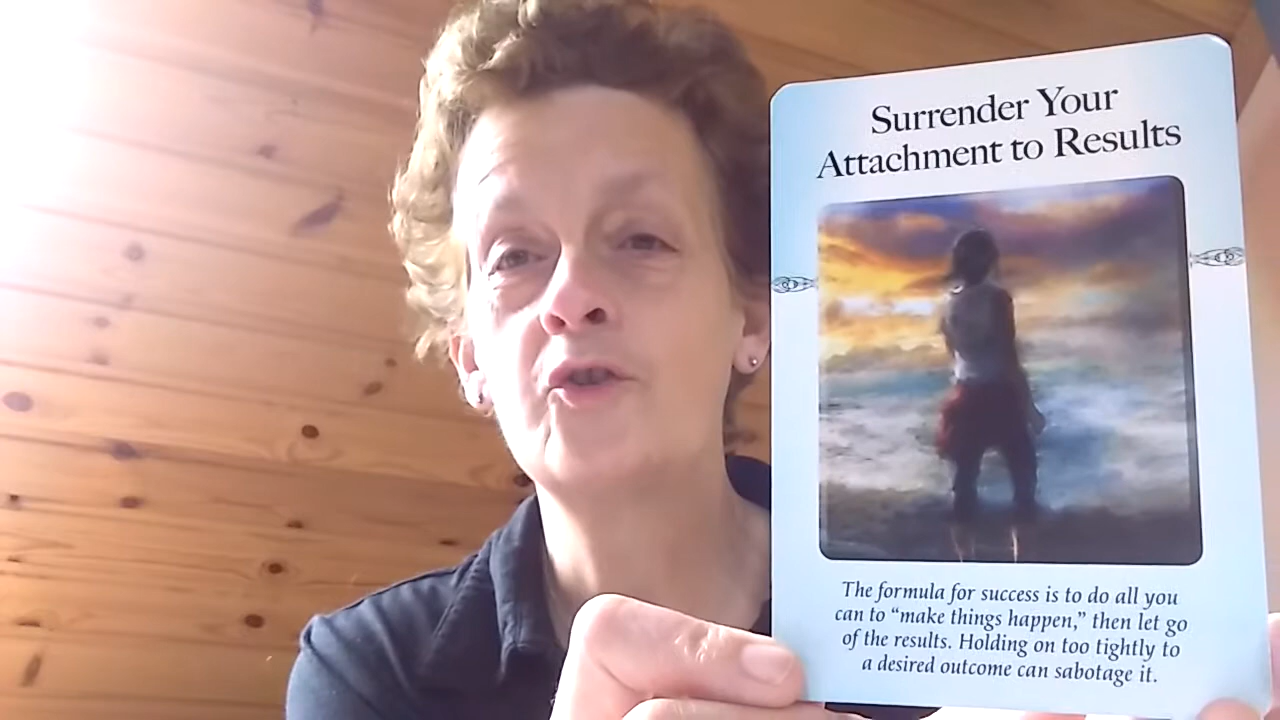 Surrender Your
Attachment to Results
The formula for success is to do all you
can to “make things happen,” then let go
of the results. Holding on too tightly to
a desired outcome can sabotage it.